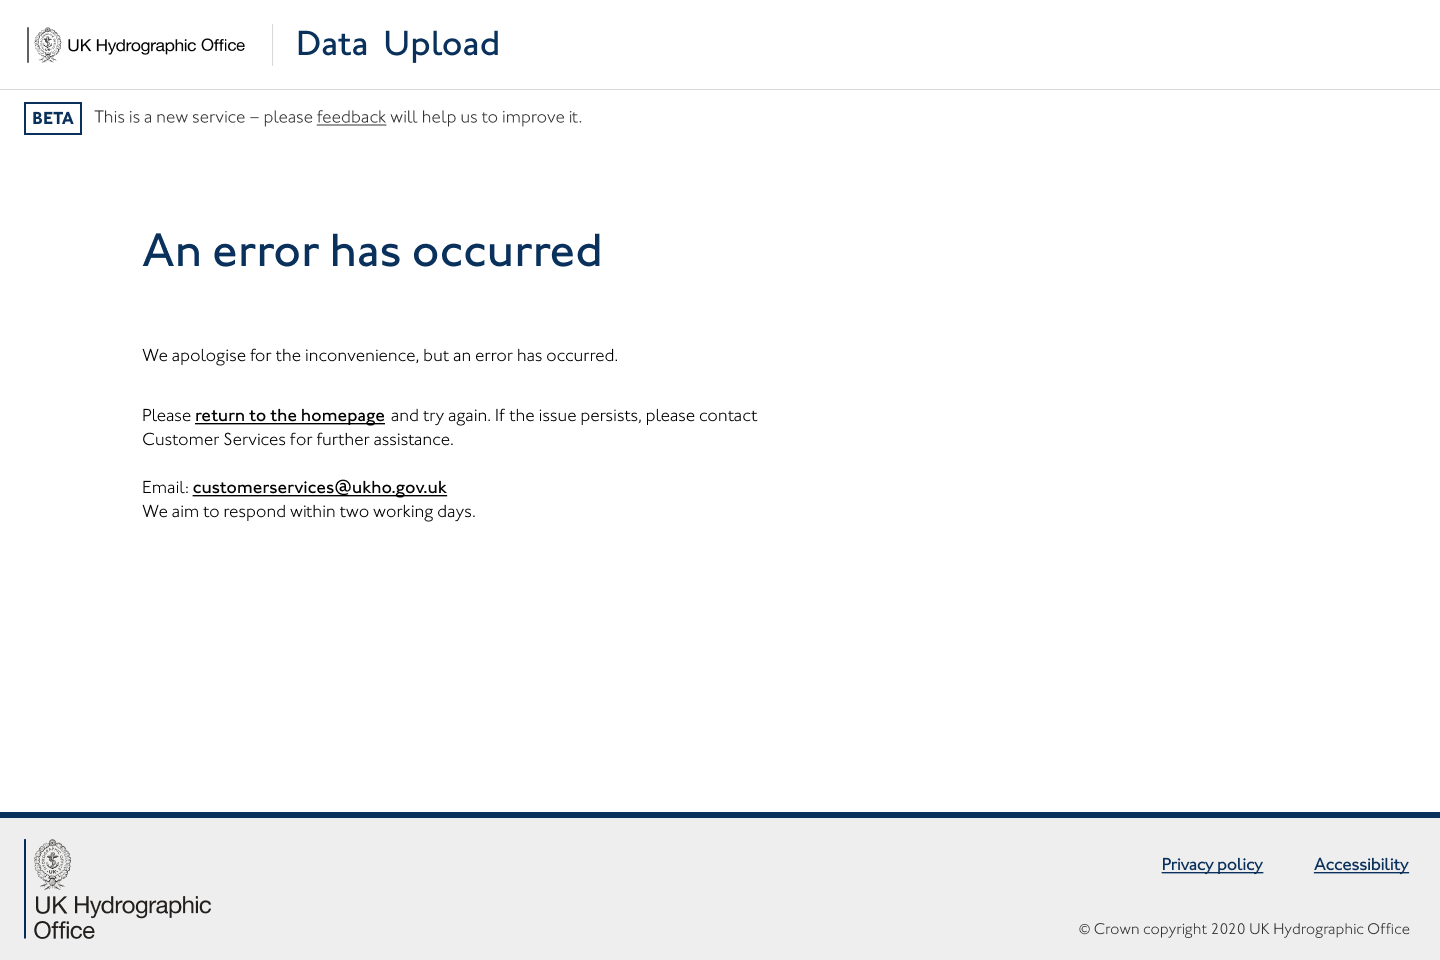 UK Hydrographic Office
Data Upload
BETA This is a new service – please feedback will help us to improve it.
An error has occurred
We apologise for the inconvenience, but an error has occurred.
Please return to the homepage and try again. If the issue persists, please contact
Customer Services for further assistance.
Email: customerservices@ukho.gov.uk
We aim to respond within two working days.
UK Hydrographic
Office
Privacy policy Accessibility
© Crown copyright 2020 UK Hydrographic Office